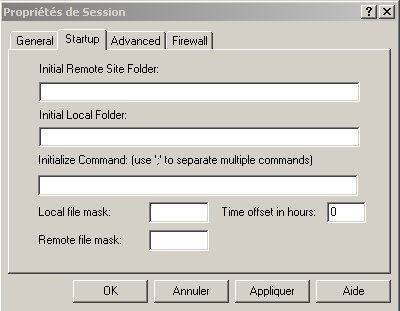 Propriétés de Session
General Startup Advanced Firewall
Initial Remote Site Folder:
Initial Local Folder:
Initialize Command: (use ';' to separate multiple commands)
Local file mask: Time offset in hours: 0
Remote file mask:
OK Annuler Appliquer Aide